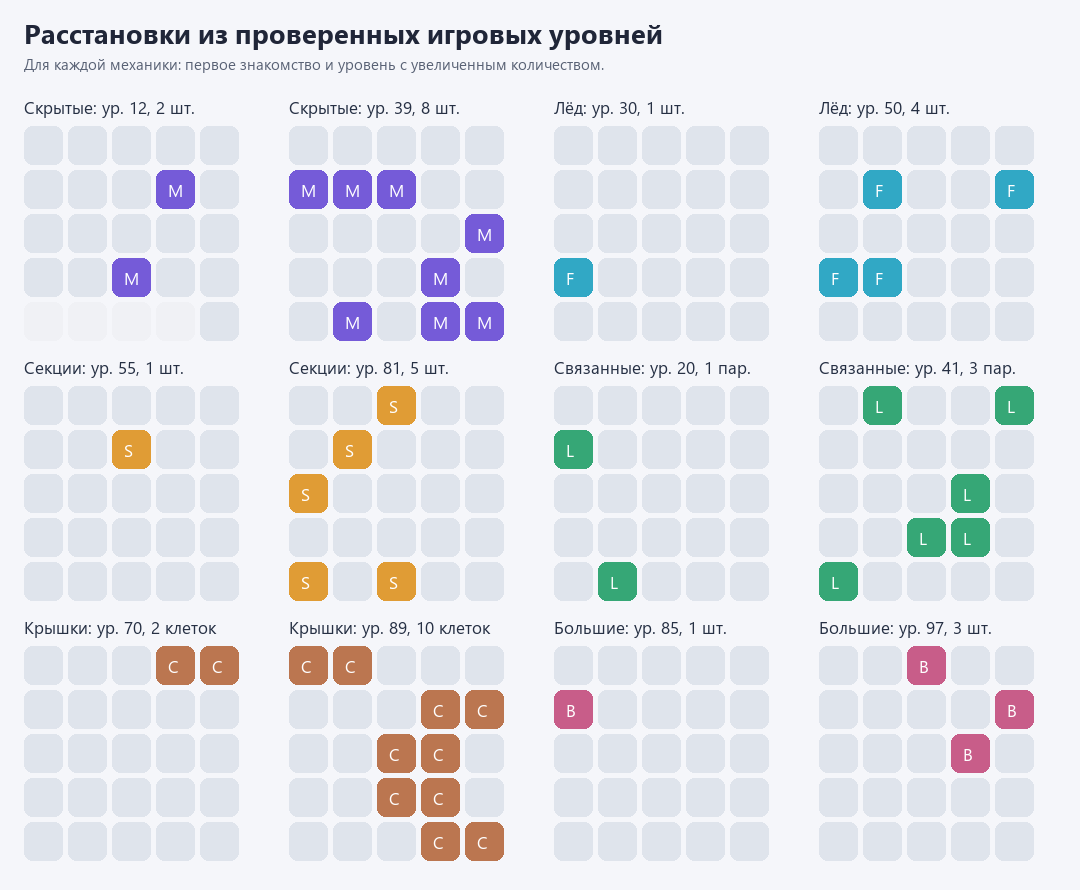 Расстановки из проверенных игровых уровней
Для каждой механики: первое знакомство и уровень с увеличенным количеством.
Скрытые: ур. 12, 2 шт.
M
M
Скрытые: ур. 39, 8 шт.
M M M
M
M
M M M
Лёд: ур. 30, 1 шт.
F
Лёд: ур. 50, 4 шт.
F F
F F
Секции: ур. 55, 1 шт.
S
Секции: ур. 81, 5 шт.
S
S
S
S S
Связанные: ур. 20, 1 пар.
L
L
Связанные: ур. 41, 3 пар.
L L
L
L L
L
Крышки: ур. 70, 2 клеток
C C
Крышки: ур. 89, 10 клеток
C C
C C
C C
C C
C C
Большие: ур. 85, 1 шт.
B
Большие: ур. 97, 3 шт.
B
B
B